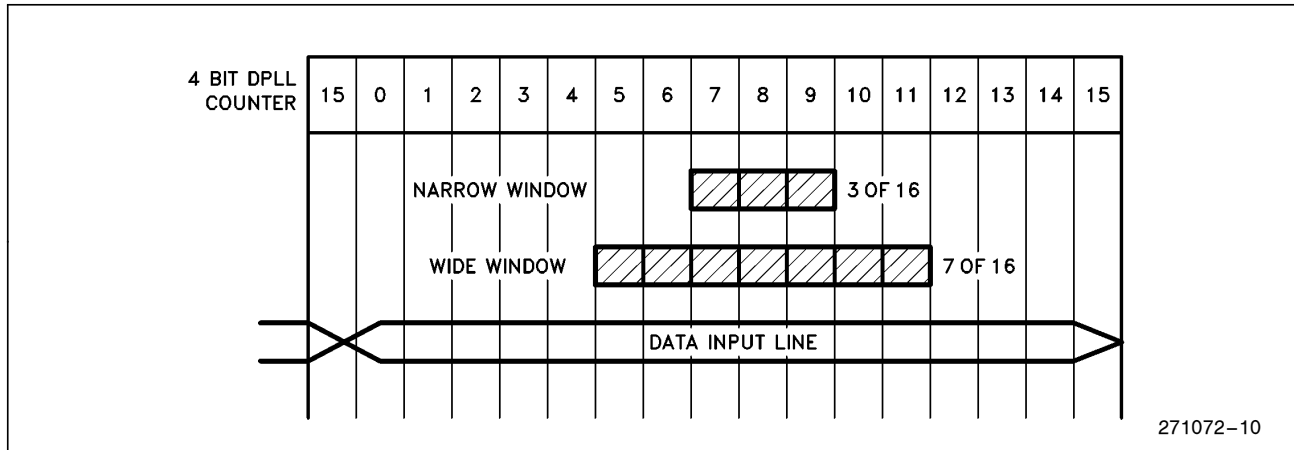 4 BIT DPLL
COUNTER
15 0 1 2 3 4 5 6 7 8 9 10 11 12 13 14 15
NARROW WINDOW 3 OF 16
WIDE WINDOW 7 OF 16
DATA INPUT LINE
271072–10